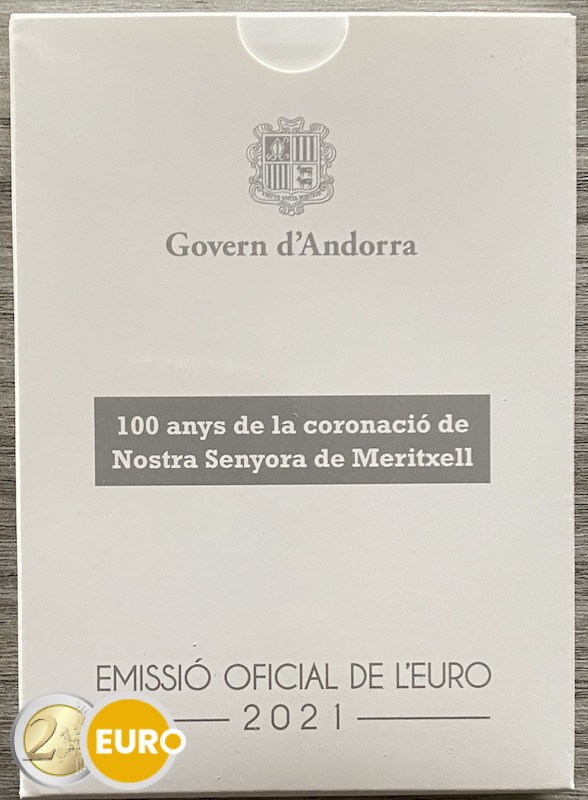 Govern d'Andorra
100 anys de la coronació de
Nostra Senyora de Meritxell
EMISSIÓ OFICIAL DE L'EURO
2021
2 EURO